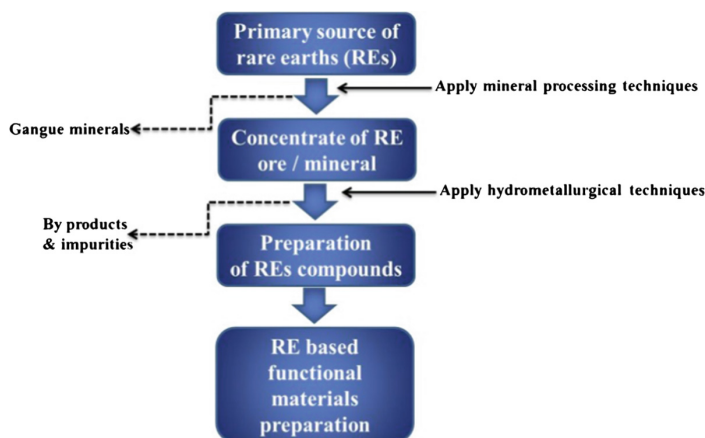 Primary source of
rare earths (REs)
Apply mineral processing techniques
Gangue minerals
Concentrate of RE
ore / mineral
Apply hydrometallurgical techniques
By products
& impurities
Preparation
of REs compounds
RE based
functional
materials
preparation